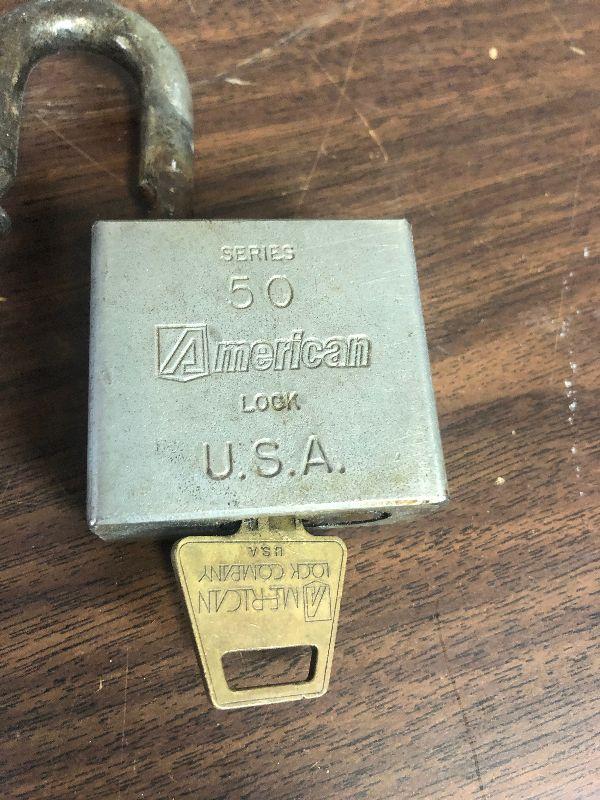 SERIES
50
American
LOCK
U.S.A.
AMERICAN
LOCK COMPANY
USA